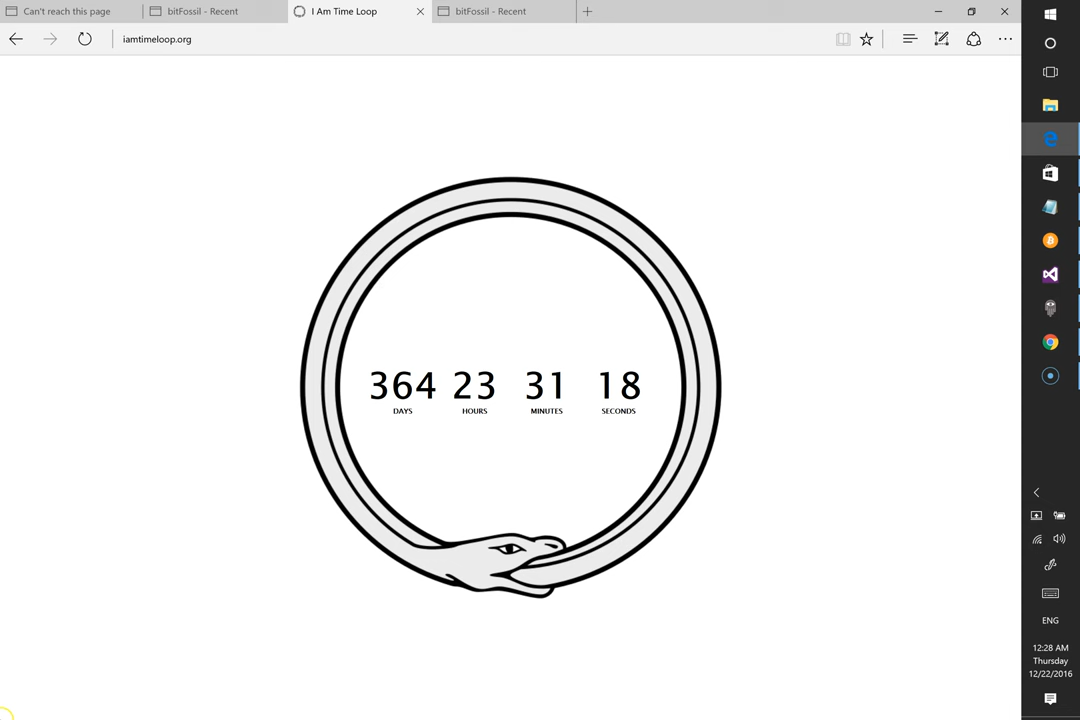 Can't reach this page
bitFossil - Recent
I Am Time Loop
bitFossil - Recent
iamtimeloop.org
364 23 31 18
DAYS HOURS MINUTES SECONDS
ENG
12:28 AM
Thursday
12/22/2016